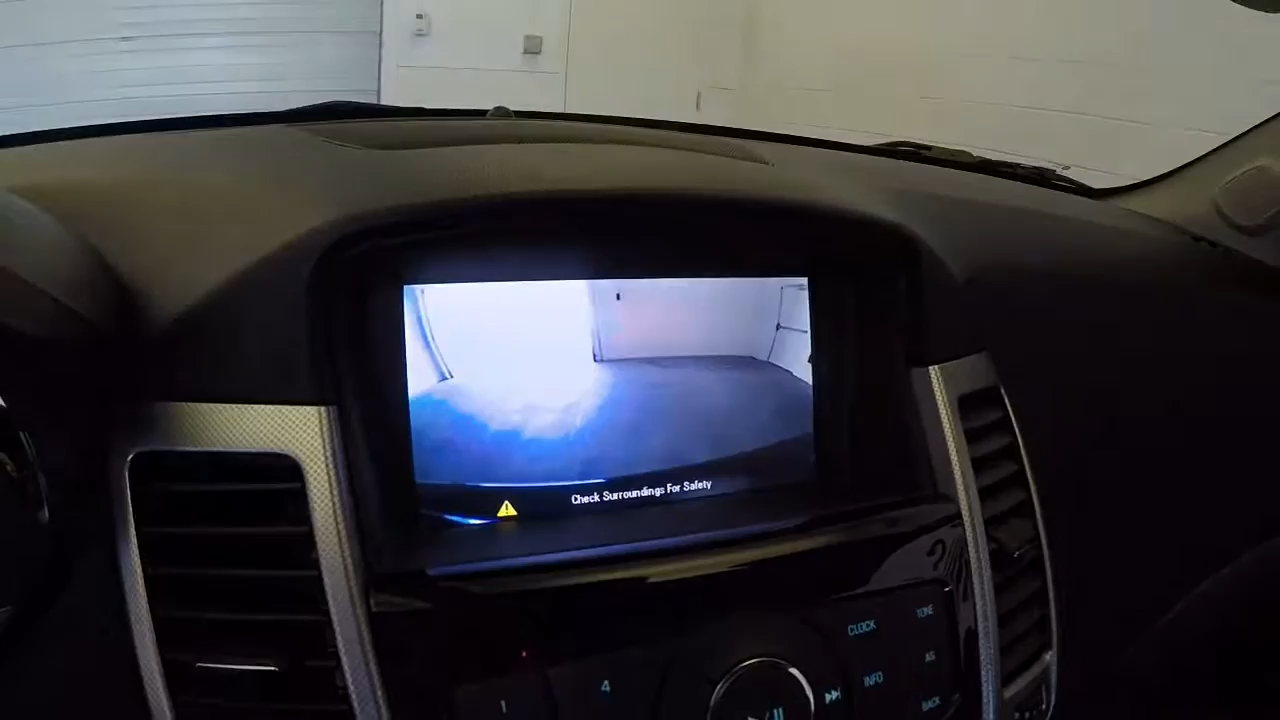 Check Surroundings For Safety
CLOCK
TONE
INFO
AS
BACK
1
4